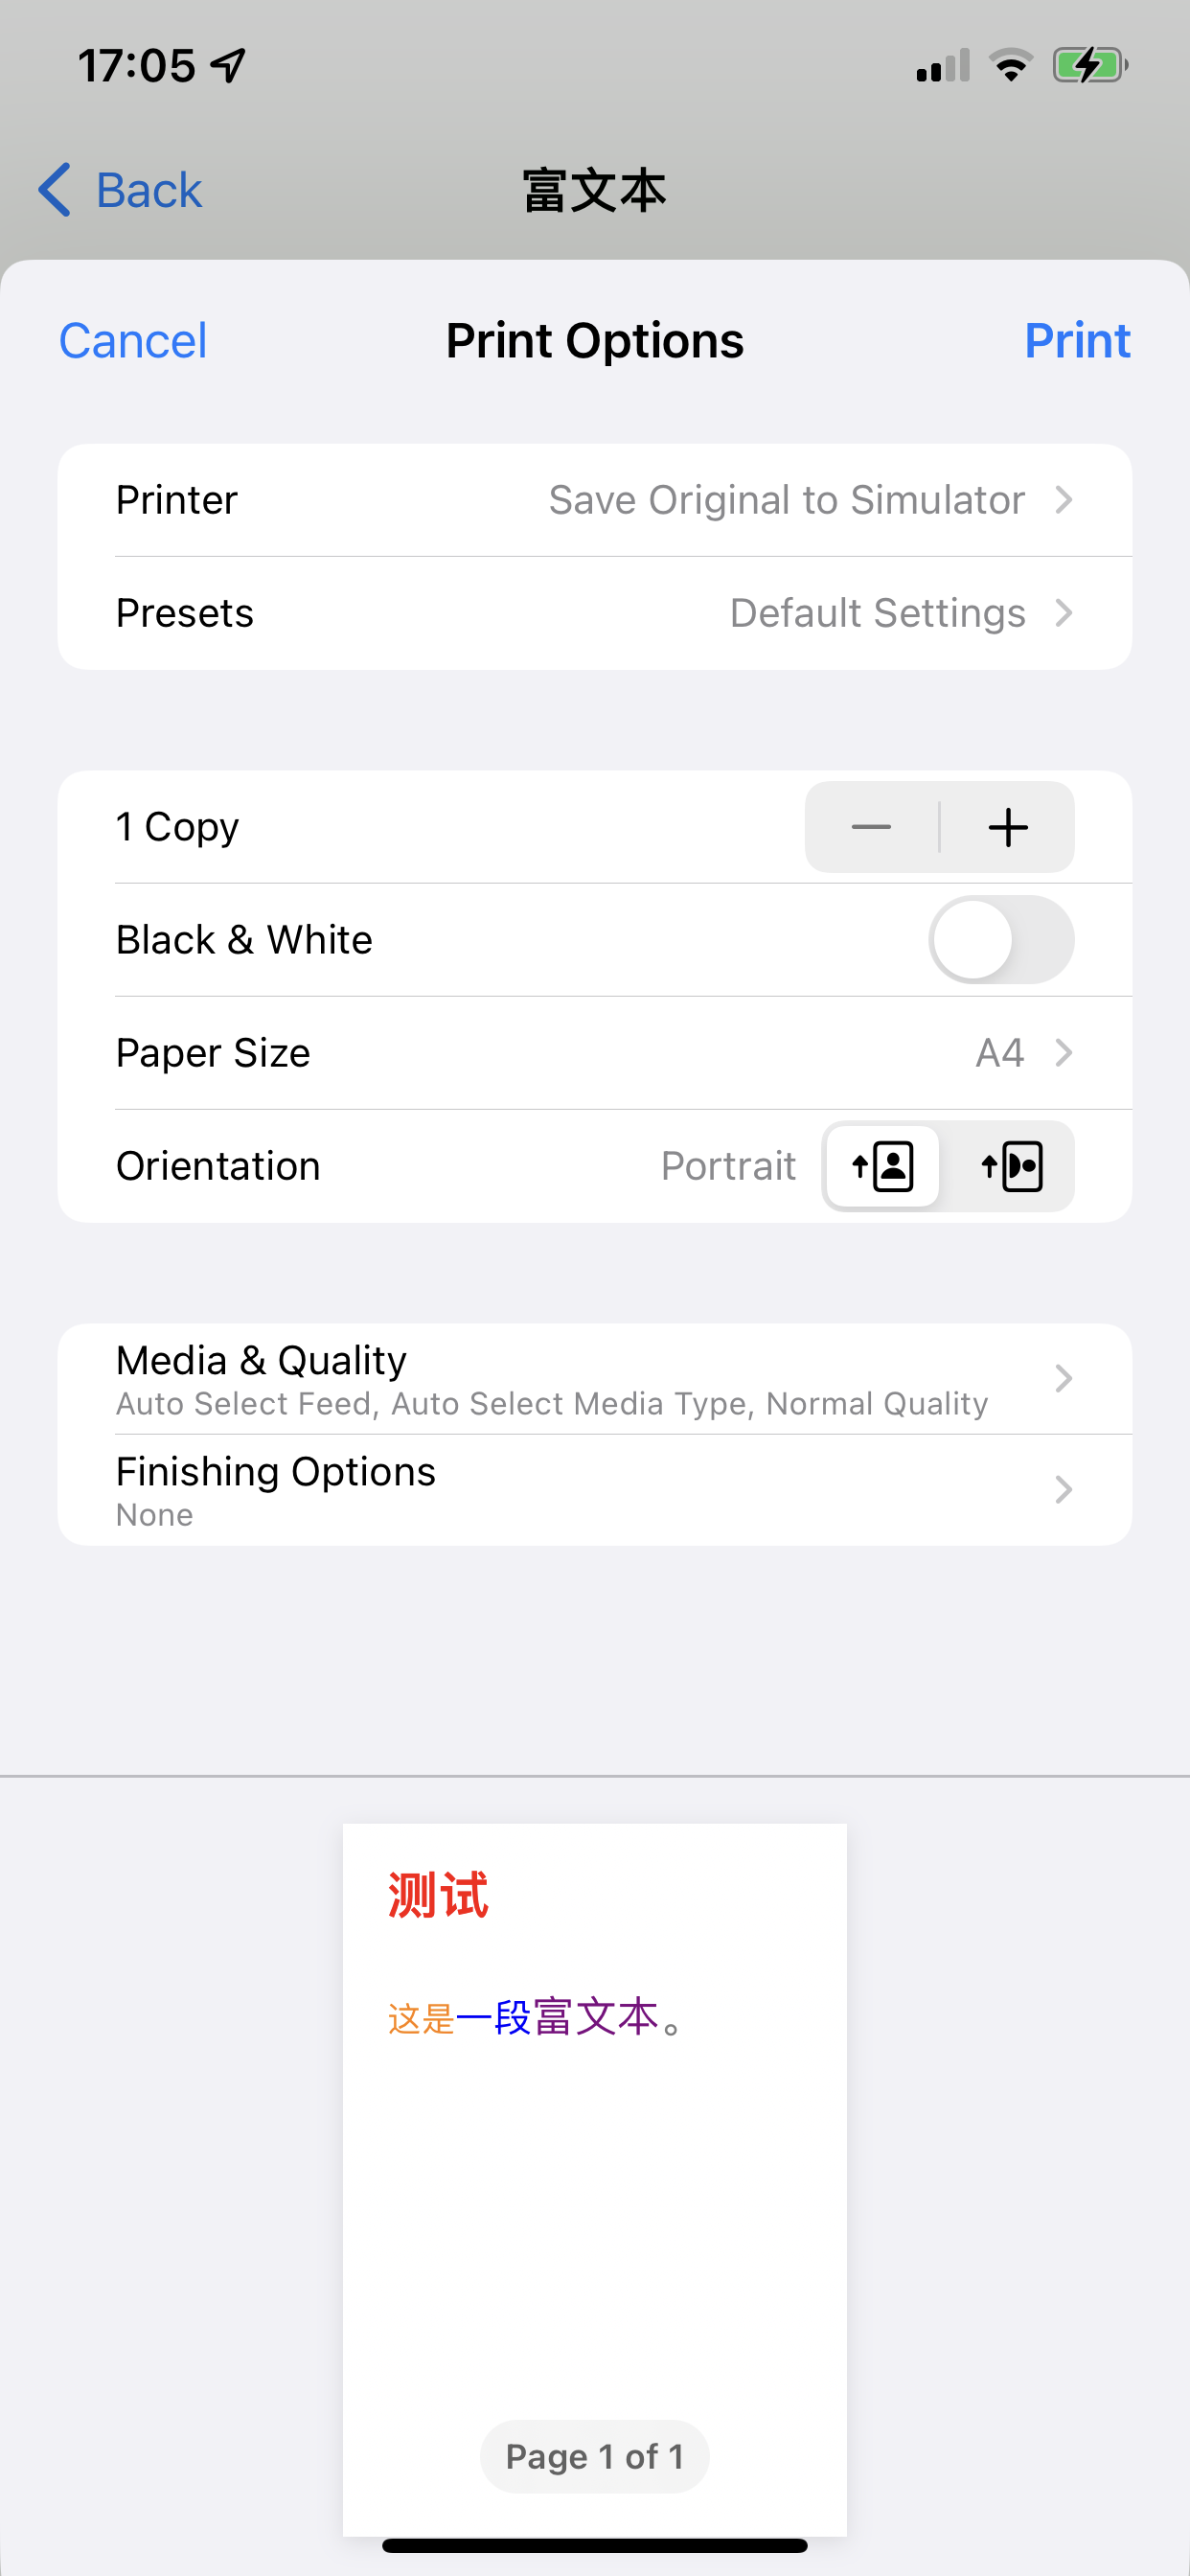 17:05
Back
富文本
Cancel
Print Options
Print
Printer
Save Original to Simulator
Presets
Default Settings
1 Copy
Black & White
Paper Size
A4
Orientation
Portrait
Media & Quality
Auto Select Feed, Auto Select Media Type, Normal Quality
Finishing Options
None
测试
这是一段富文本。
Page 1 of 1